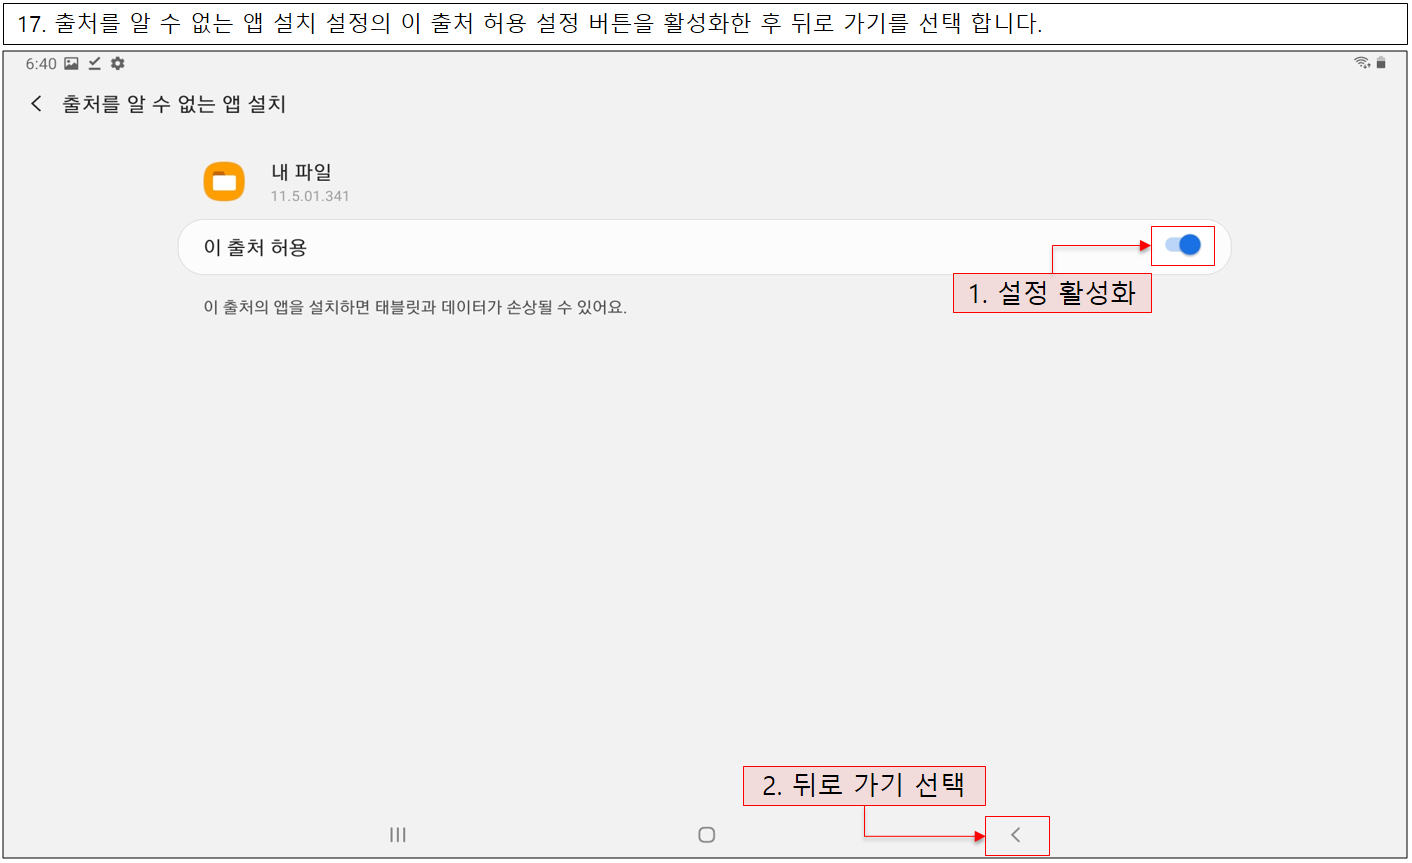 17. 출처를 알 수 없는 앱 설치 설정의 이 출처 허용 설정 버튼을 활성화한 후 뒤로 가기를 선택 합니다.
6:40
출처를 알 수 없는 앱 설치
내 파일
11.5.01.341
이 출처 허용
1. 설정 활성화
이 출처의 앱을 설치하면 태블릿과 데이터가 손상될 수 있어요.
2. 뒤로 가기 선택